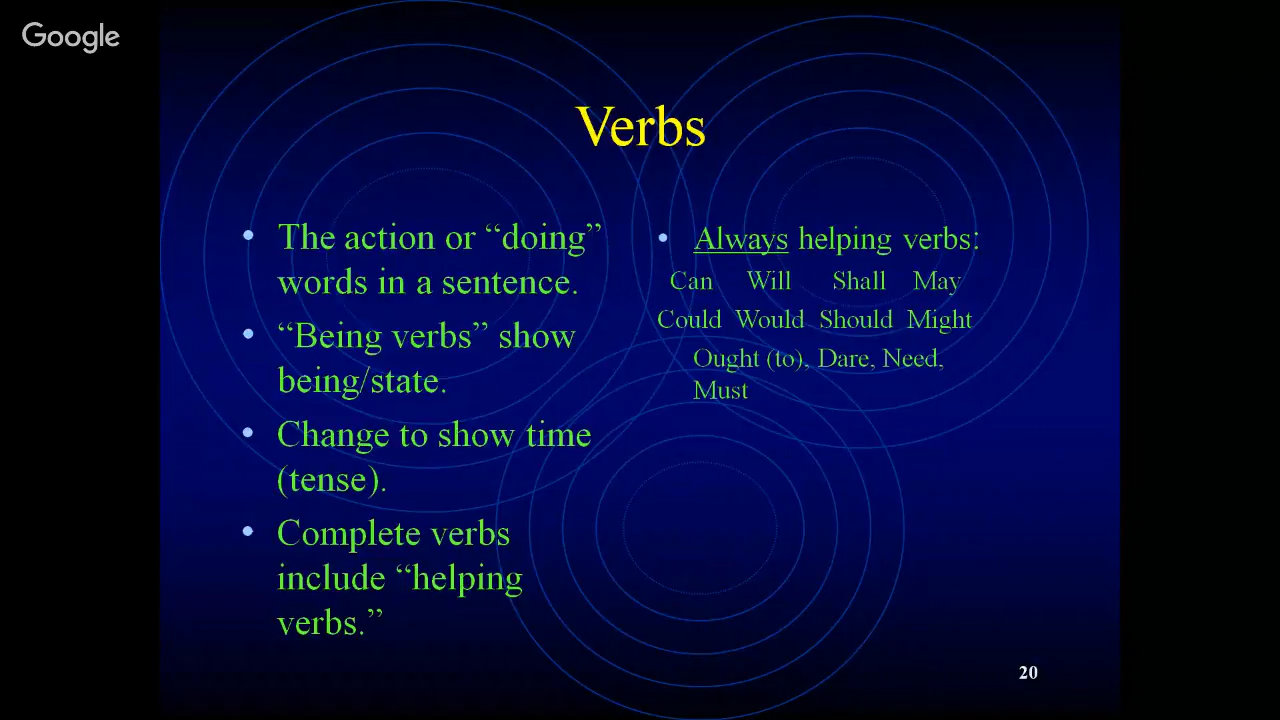 Google
Verbs
• The action or “doing”
words in a sentence.
• “Being verbs” show
being/state.
• Change to show time
(tense).
• Complete verbs
include “helping
verbs.”
• Always helping verbs:
Can Will Shall May
Could Would Should Might
Ought (to), Dare, Need,
Must
20